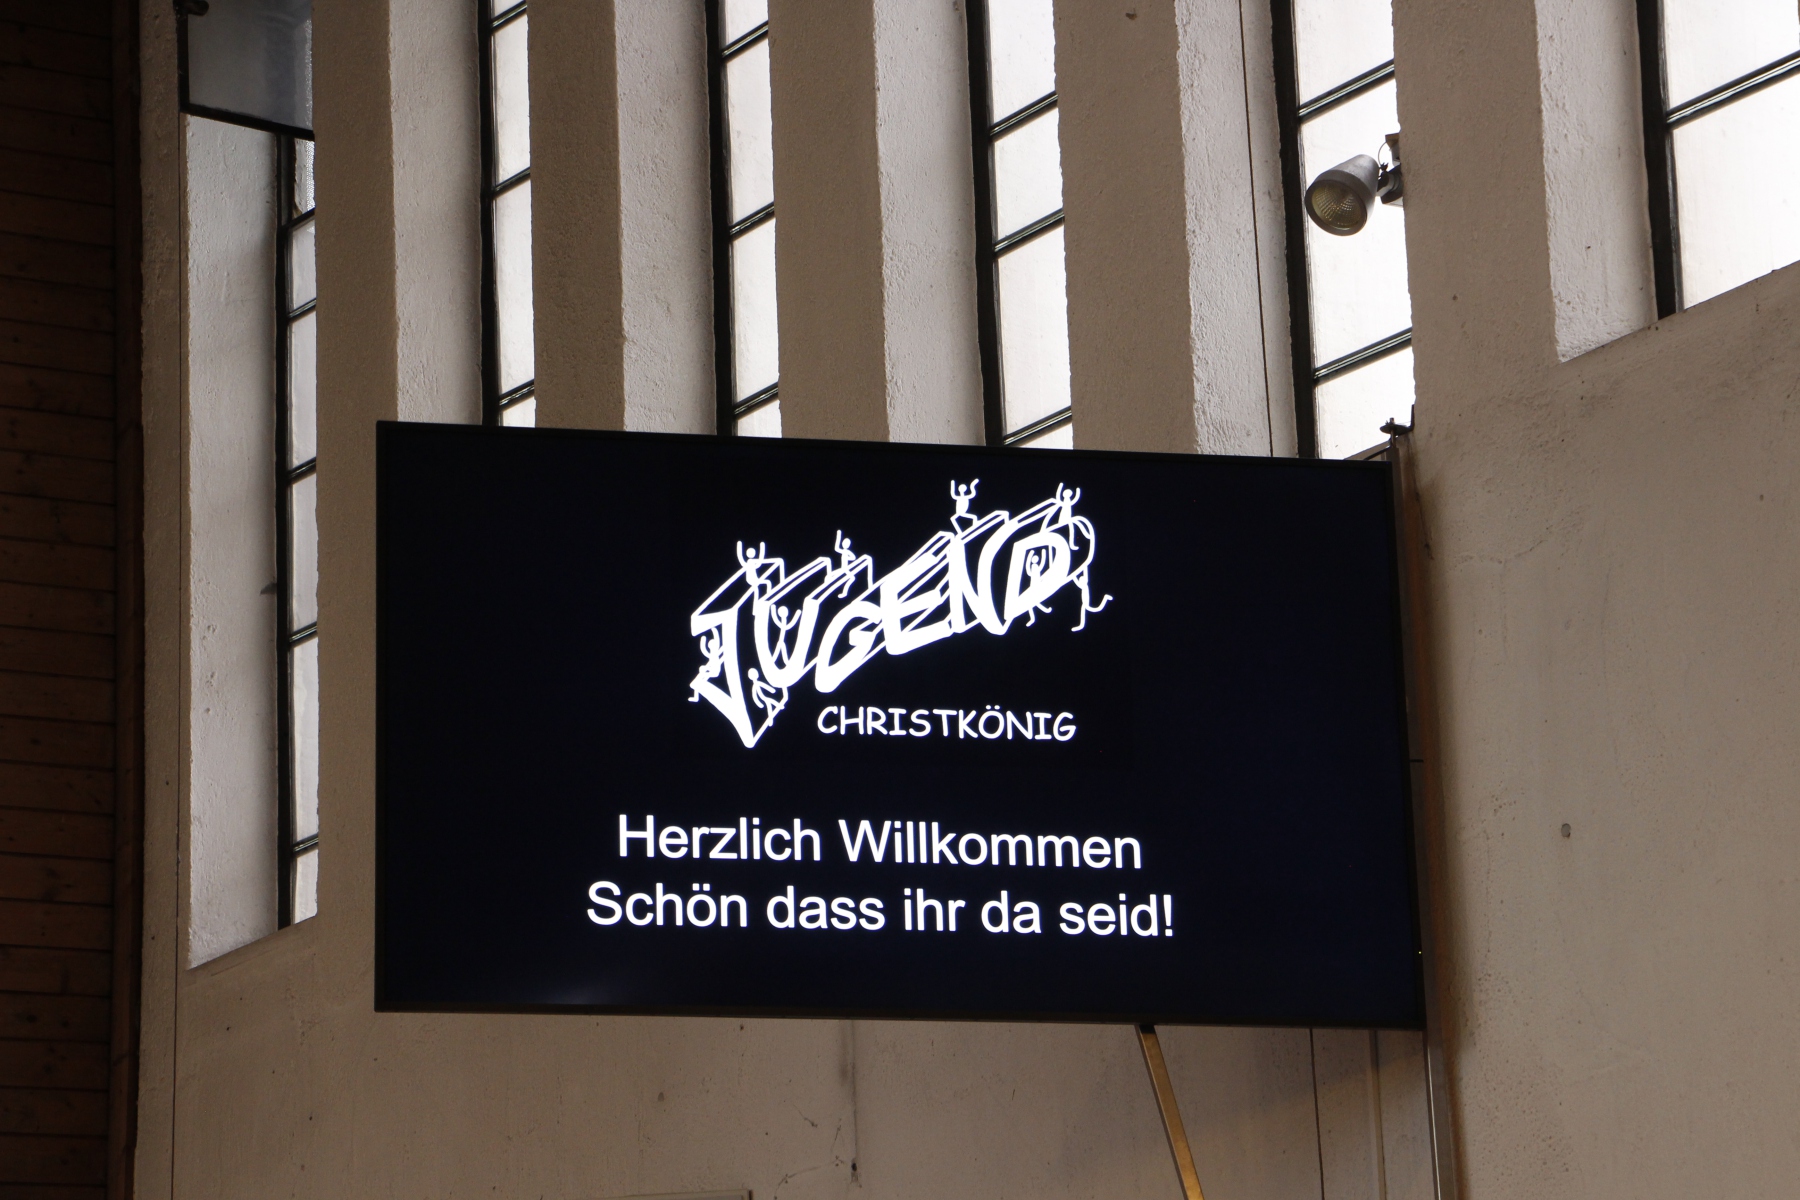 JUGEND
CHRISTKÖNIG
Herzlich Willkommen
Schön dass ihr da seid!